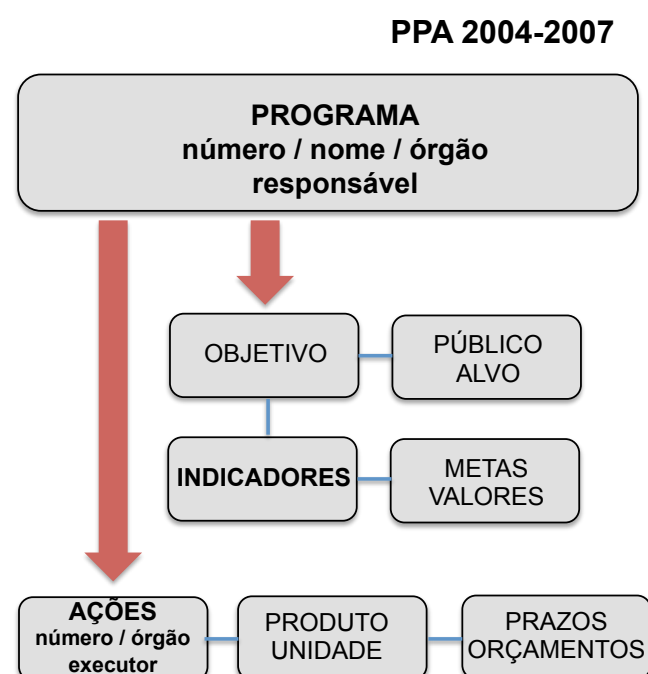 PPA 2004-2007
PROGRAMA
número / nome / órgão
responsável
OBJETIVO
PÚBLICO
ALVO
INDICADORES
METAS
VALORES
AÇÕES
número / órgão
executor
PRODUTO
UNIDADE
PRAZOS
ORÇAMENTOS